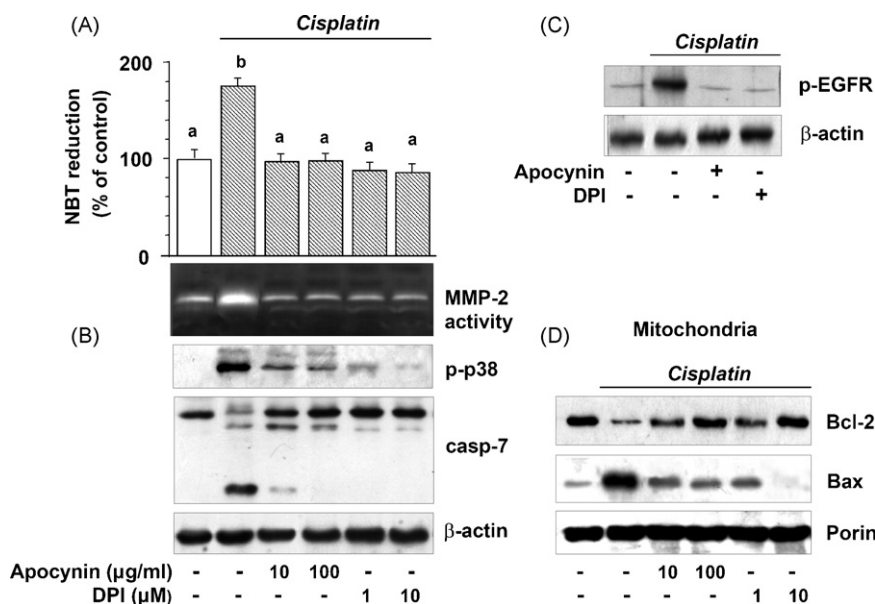 (A)
Cisplatin
NBT reduction
(% of control)
200
100
0
a
b
a
a
a
a
MMP-2
activity
(B)
p-p38
casp-7
β-actin
Apocynin (μg/ml) - - 10 100 - -
DPI (μM) - - - - 1 10
(C)
Cisplatin
p-EGFR
β-actin
Apocynin - - + -
DPI - - - +
Mitochondria
(D)
Cisplatin
Bcl-2
Bax
Porin
- - 10 100 - -
- - - - 1 10